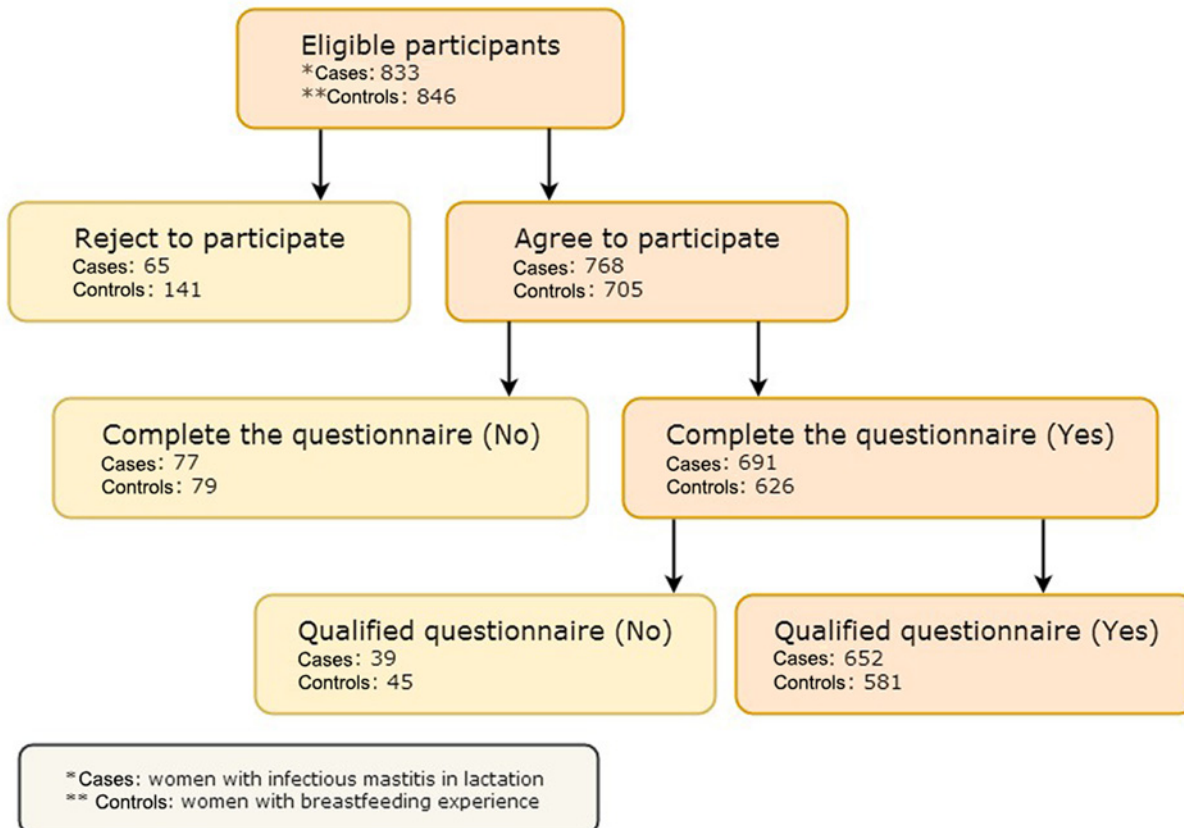 Eligible participants
*Cases: 833
**Controls: 846
Reject to participate
Cases: 65
Controls: 141
Agree to participate
Cases: 768
Controls: 705
Complete the questionnaire (No)
Cases: 77
Controls: 79
Complete the questionnaire (Yes)
Cases: 691
Controls: 626
Qualified questionnaire (No)
Cases: 39
Controls: 45
Qualified questionnaire (Yes)
Cases: 652
Controls: 581
*Cases: women with infectious mastitis in lactation
** Controls: women with breastfeeding experience